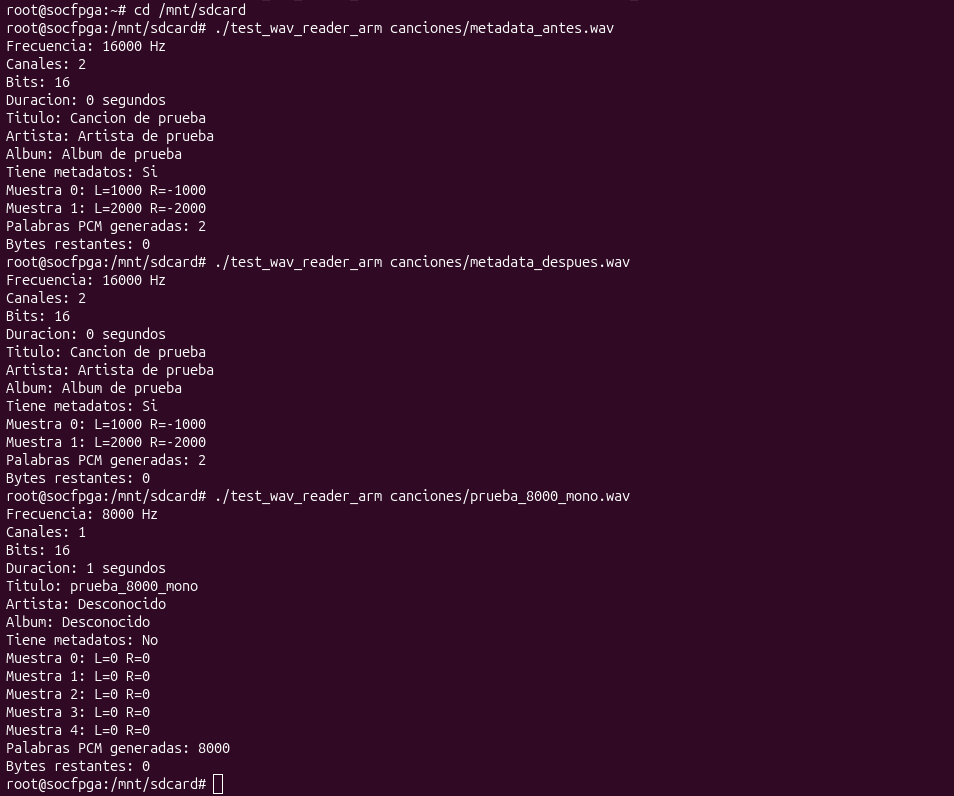 root@socfpga:~# cd /mnt/sdcard
root@socfpga:/mnt/sdcard# ./test_wav_reader_arm canciones/metadata_antes.wav
Frecuencia: 16000 Hz
Canales: 2
Bits: 16
Duracion: 0 segundos
Titulo: Cancion de prueba
Artista: Artista de prueba
Album: Album de prueba
Tiene metadatos: Si
Muestra 0: L=1000 R=-1000
Muestra 1: L=2000 R=-2000
Palabras PCM generadas: 2
Bytes restantes: 0
root@socfpga:/mnt/sdcard# ./test_wav_reader_arm canciones/metadata_despues.wav
Frecuencia: 16000 Hz
Canales: 2
Bits: 16
Duracion: 0 segundos
Titulo: Cancion de prueba
Artista: Artista de prueba
Album: Album de prueba
Tiene metadatos: Si
Muestra 0: L=1000 R=-1000
Muestra 1: L=2000 R=-2000
Palabras PCM generadas: 2
Bytes restantes: 0
root@socfpga:/mnt/sdcard# ./test_wav_reader_arm canciones/prueba_8000_mono.wav
Frecuencia: 8000 Hz
Canales: 1
Bits: 16
Duracion: 1 segundos
Titulo: prueba_8000_mono
Artista: Desconocido
Album: Desconocido
Tiene metadatos: No
Muestra 0: L=0 R=0
Muestra 1: L=0 R=0
Muestra 2: L=0 R=0
Muestra 3: L=0 R=0
Muestra 4: L=0 R=0
Palabras PCM generadas: 8000
Bytes restantes: 0
root@socfpga:/mnt/sdcard#